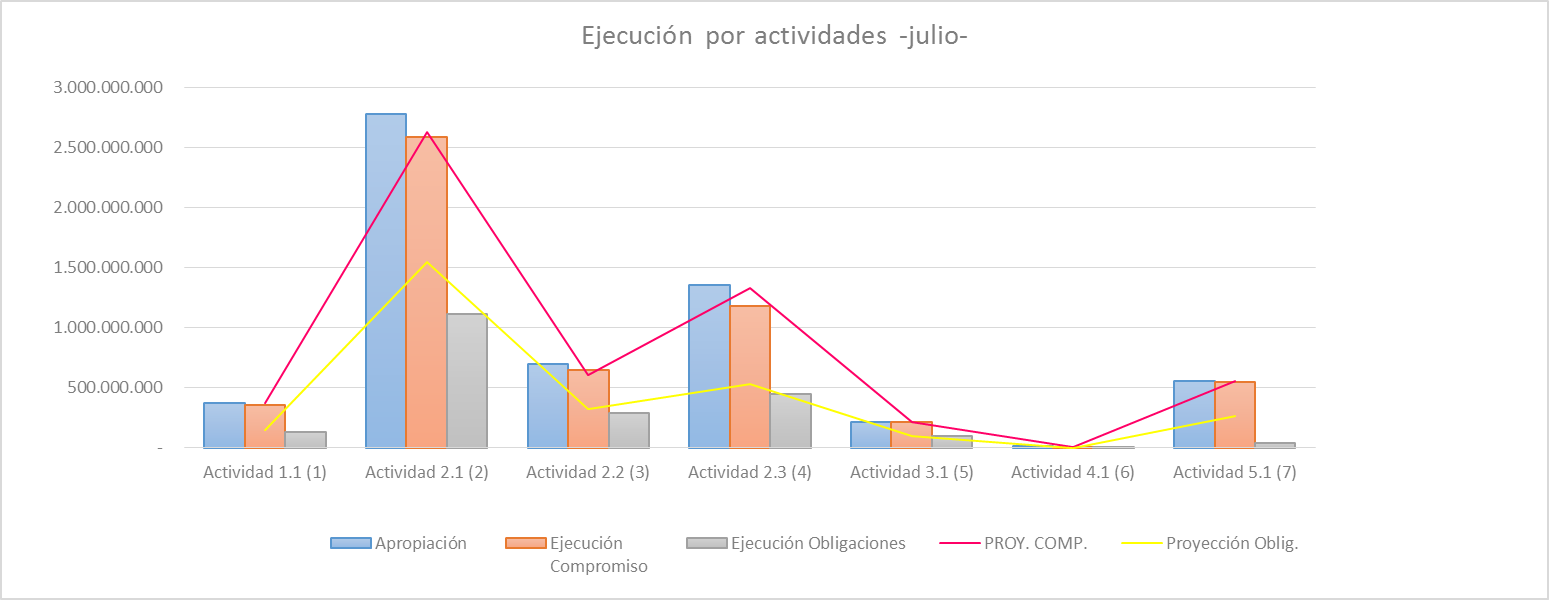 Ejecución por actividades -julio-
3.000.000.000
2.500.000.000
2.000.000.000
1.500.000.000
1.000.000.000
500.000.000
-
Actividad 1.1 (1) Actividad 2.1 (2) Actividad 2.2 (3) Actividad 2.3 (4) Actividad 3.1 (5) Actividad 4.1 (6) Actividad 5.1 (7)
Apropiación Ejecución Ejecución Obligaciones PROY. COMP. Proyección Oblig.
Compromiso